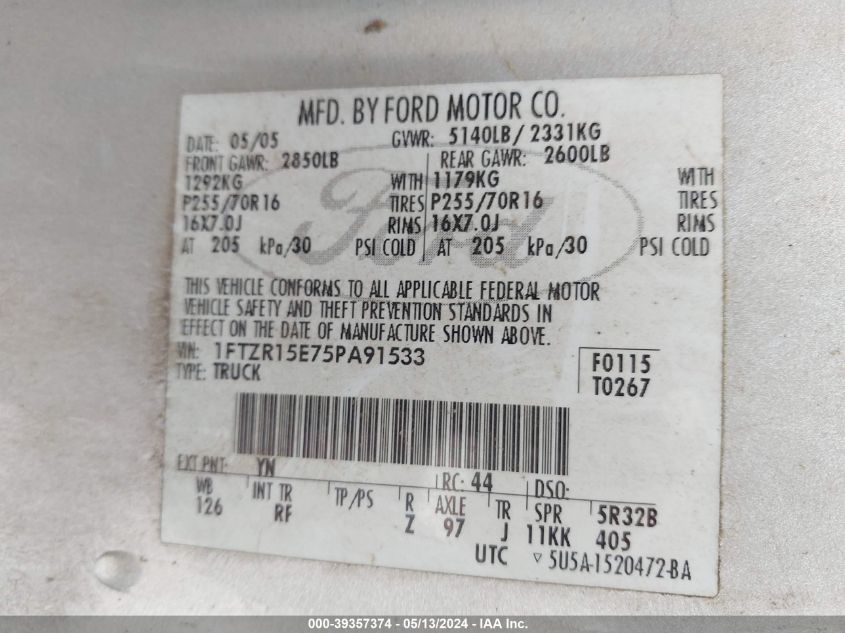 MFD. BY FORD MOTOR CO.
DATE: 05/05 GVWR: 5140LB/ 2331KG
FRONT GAWR: 2850LB REAR GAWR: 2600LB
1292KG WITH 1179KG WITH
P255/70R16 TIRES P255/70R16 TIRES
16X7.0J RIMS 16X7.0J RIMS
AT 205 kPa/30 PSI COLD AT 205 kPa/30 PSI COLD
Ford
THIS VEHICLE CONFORMS TO ALL APPLICABLE FEDERAL MOTOR
VEHICLE SAFETY AND THEFT PREVENTION STANDARDS IN
EFFECT ON THE DATE OF MANUFACTURE SHOWN ABOVE.
VIN: 1FTZR15E75PA91533 F0115
TYPE: TRUCK T0267
EXT PNT: YN RC: 44 DSO:
WB INT TR TP/PS R AXLE TR SPR 5R32B
126 RF Z 97 J 11KK 405
UTC ▽ 5U5A-1520472-BA
000-39357374 - 05/13/2024 - IAA Inc.